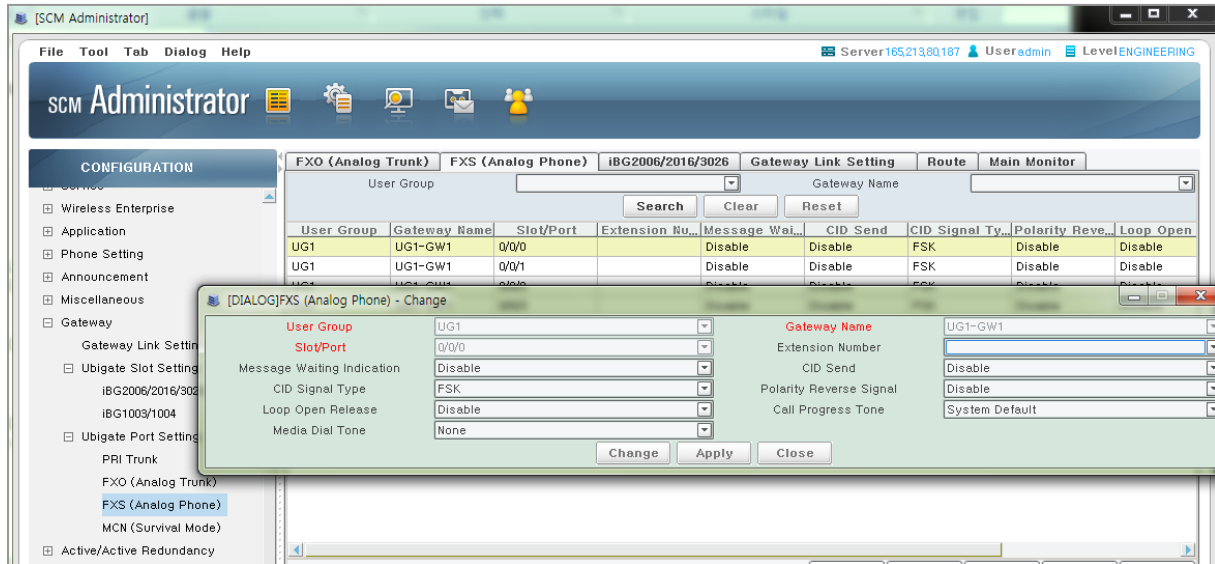 [SCM Administrator]
File Tool Tab Dialog Help Server165,213,80,187 Useradmin LevelENGINEERING
SCM Administrator
CONFIGURATION
Wireless Enterprise
Application
Phone Setting
Announcement
Miscellaneous
Gateway
Gateway Link Settin
Ubigate Slot Setting
iBG2006/2016/302
iBG1003/1004
Ubigate Port Setting
PRI Trunk
FXO (Analog Trunk)
FXS (Analog Phone)
MCN (Survival Mode)
Active/Active Redundancy
FXO (Analog Trunk) FXS (Analog Phone) iBG2006/2016/3026 Gateway Link Setting Route Main Monitor
User Group Gateway Name
Search Clear Reset
User Group Gateway Name Slot/Port Extension Nu... Message Wai... CID Send CID Signal Ty... Polarity Reve... Loop Open
UG1 UG1-GW1 0/0/0 Disable Disable FSK Disable Disable
UG1 UG1-GW1 0/0/1 Disable Disable FSK Disable Disable
[DIALOG]FXS (Analog Phone) - Change
User Group UG1 Gateway Name UG1-GW1
Slot/Port 0/0/0 Extension Number
Message Waiting Indication Disable CID Send Disable
CID Signal Type FSK Polarity Reverse Signal Disable
Loop Open Release Disable Call Progress Tone System Default
Media Dial Tone None
Change Apply Close